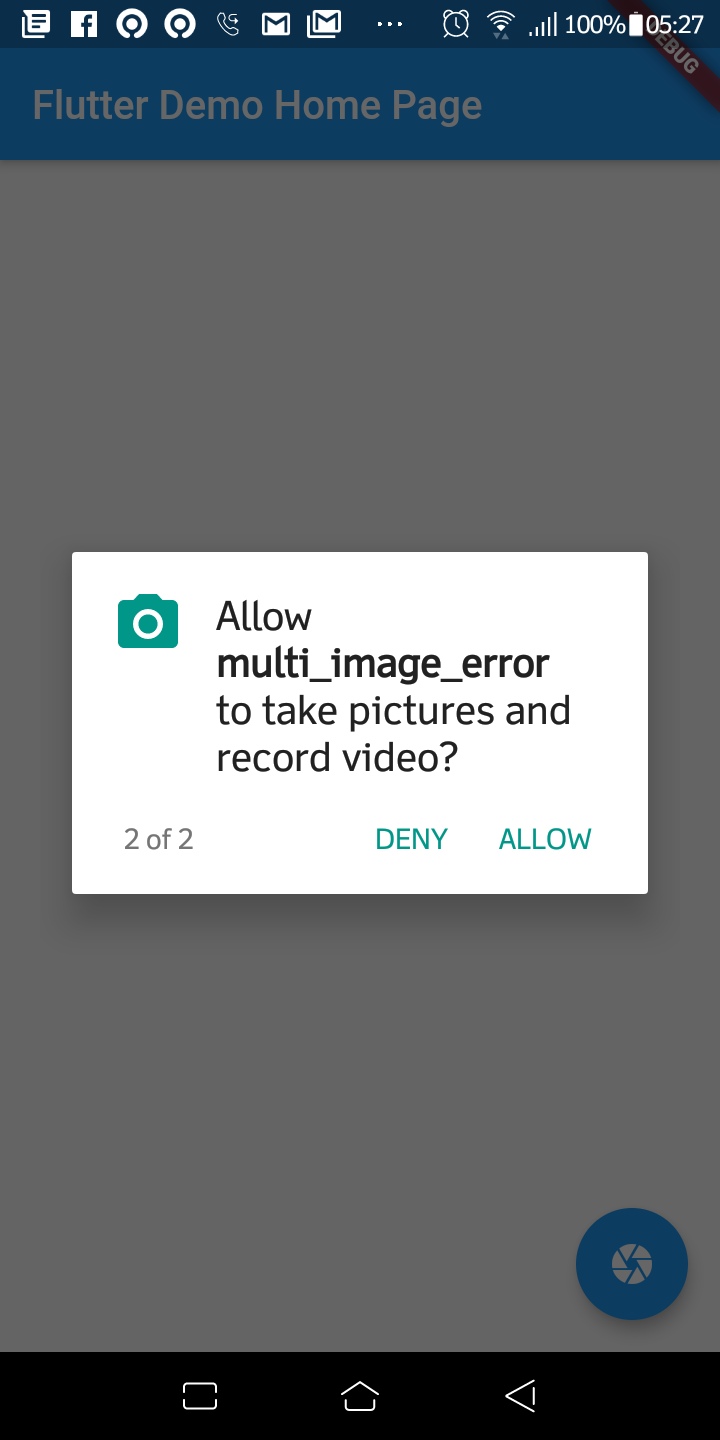 100% 05:27
DEBUG
Flutter Demo Home Page
Allow
multi_image_error
to take pictures and
record video?
2 of 2 DENY ALLOW